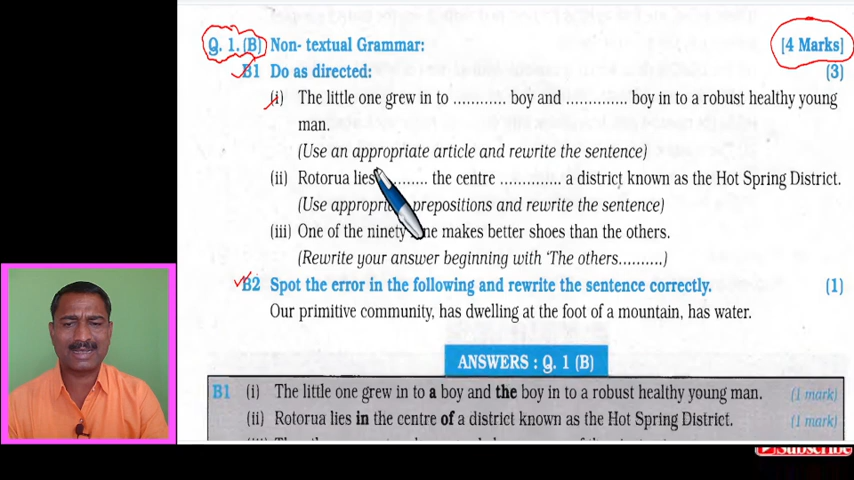 Q. 1. (B) Non- textual Grammar: [4 Marks]
B1 Do as directed: (3)
(i) The little one grew in to ............ boy and .............. boy in to a robust healthy young
man.
(Use an appropriate article and rewrite the sentence)
(ii) Rotorua lies ........ the centre ............. a district known as the Hot Spring District.
(Use prepositions and rewrite the sentence)
(iii) One of the ninety makes better shoes than the others.
(Rewrite your answer beginning with 'The others..........)
B2 Spot the error in the following and rewrite the sentence correctly. (1)
Our primitive community, has dwelling at the foot of a mountain, has water.
ANSWERS : Q. 1 (B)
B1 (i) The little one grew in to a boy and the boy in to a robust healthy young man. (1 mark)
(ii) Rotorua lies in the centre of a district known as the Hot Spring District. (1 mark)
Subscribe